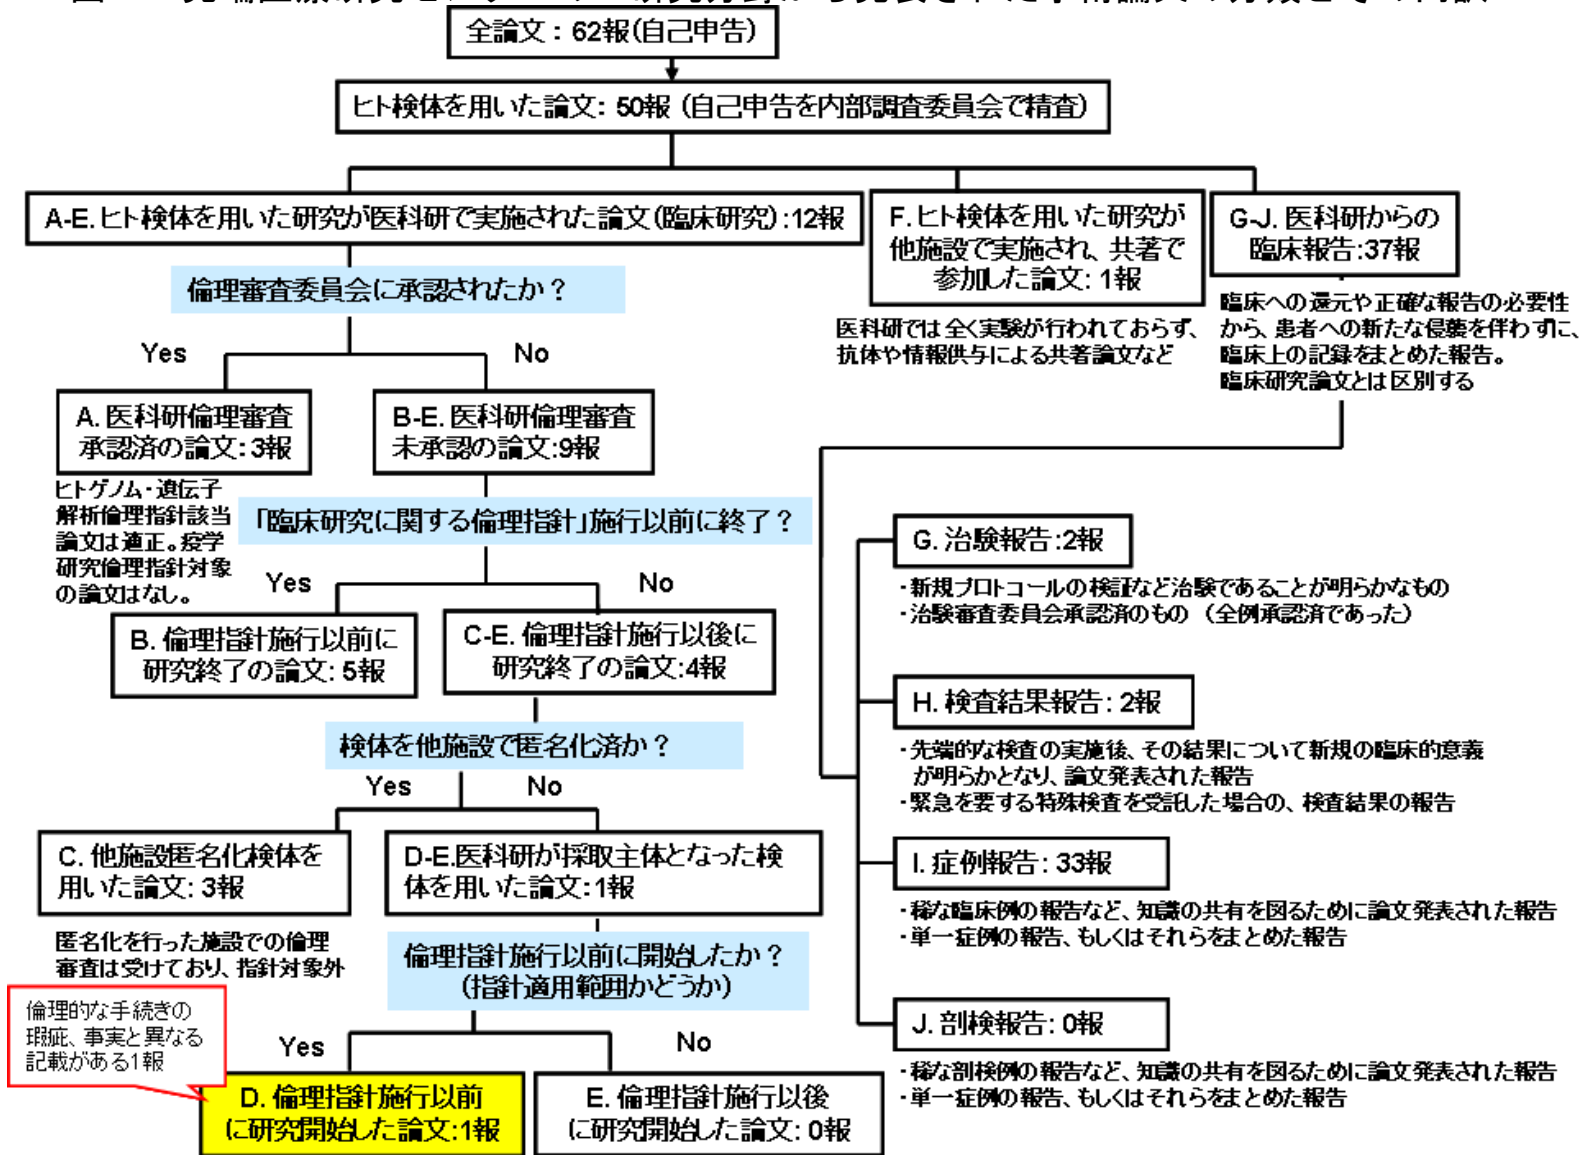 全論文：62報(自己申告)
ヒト検体を用いた論文：50報 (自己申告を内部調査委員会で精査)
A-E. ヒト検体を用いた研究が医科研で実施された論文(臨床研究)：12報
F. ヒト検体を用いた研究が
他施設で実施され、共著で
参加した論文：1報
G-J. 医科研からの
臨床報告：37報
倫理審査委員会に承認されたか？
医科研では全く実験が行われておらず、
抗体や情報供与による共著論文など
臨床への還元や正確な報告の必要性
から、患者への新たな侵襲を伴わずに、
臨床上の記録をまとめた報告。
臨床研究論文とは区別する
Yes
No
A. 医科研倫理審査
承認済の論文：3報
B-E. 医科研倫理審査
未承認の論文：9報
ヒトゲノム・遺伝子
解析倫理指針該当
論文は適正。疫学
研究倫理指針対象
の論文はなし。
「臨床研究に関する倫理指針」施行以前に終了？
Yes
No
B. 倫理指針施行以前に
研究終了の論文：5報
C-E. 倫理指針施行以後に
研究終了の論文：4報
検体を他施設で匿名化済か？
Yes
No
C. 他施設匿名化検体を
用いた論文：3報
D-E.医科研が採取主体となった検
体を用いた論文：1報
匿名化を行った施設での倫理
審査は受けており、指針対象外
倫理指針施行以前に開始したか？
(指針適用範囲かどうか)
倫理的な手続きの
瑕疵、事実と異なる
記載がある1報
Yes
No
D. 倫理指針施行以前
に研究開始した論文：1報
E. 倫理指針施行以後
に研究開始した論文：0報
G. 治験報告：2報
・新規プロトコールの検証など治験であることが明らかなもの
・治験審査委員会承認済のもの （全例承認済であった）
H. 検査結果報告：2報
・先端的な検査の実施後、その結果について新規の臨床的意義
が明らかとなり、論文発表された報告
・緊急を要する特殊検査を受託した場合の、検査結果の報告
I. 症例報告：33報
・稀な臨床例の報告など、知識の共有を図るために論文発表された報告
・単一症例の報告、もしくはそれらをまとめた報告
J. 剖検報告：0報
・稀な剖検例の報告など、知識の共有を図るために論文発表された報告
・単一症例の報告、もしくはそれらをまとめた報告